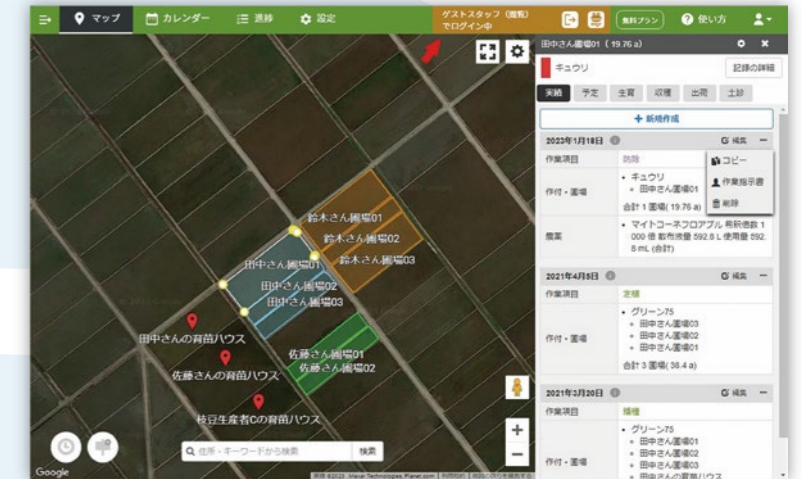 マップ カレンダー 進捗 設定 ゲストスタッフ（閲覧）
でログイン中 無料プラン 使い方
田中さん圃場01 ( 19.76 a)
キュウリ 記録の詳細
実績 予定 生育 収穫 出荷 土診
+ 新規作成
2023年1月18日 編集
作業項目 防除
コピー
作業指示書
削除
作付・圃場
• キュウリ
◦ 田中さん圃場01
合計 1 圃場( 19.76 a)
農薬
• マイトコーネフロアブル 希釈倍数 1
000 倍 散布液量 592.8 L 使用量 592.
8 mL (合計)
2021年4月5日 編集
作業項目 定植
作付・圃場
• グリーン75
◦ 田中さん圃場03
◦ 田中さん圃場02
◦ 田中さん圃場01
合計 3 圃場( 36.4 a)
2021年3月20日 編集
作業項目 播種
作付・圃場
• グリーン75
◦ 田中さん圃場01
◦ 田中さん圃場02
◦ 田中さん圃場03
◦ 田中さんの育苗ハウス
鈴木さん圃場01
鈴木さん圃場02
鈴木さん圃場03
田中さん圃場01
田中さん圃場02
田中さん圃場03
佐藤さん圃場01
佐藤さん圃場02
田中さんの育苗ハウス
佐藤さんの育苗ハウス
枝豆生産者Cの育苗ハウス
住所・キーワードから検索 検索
Google